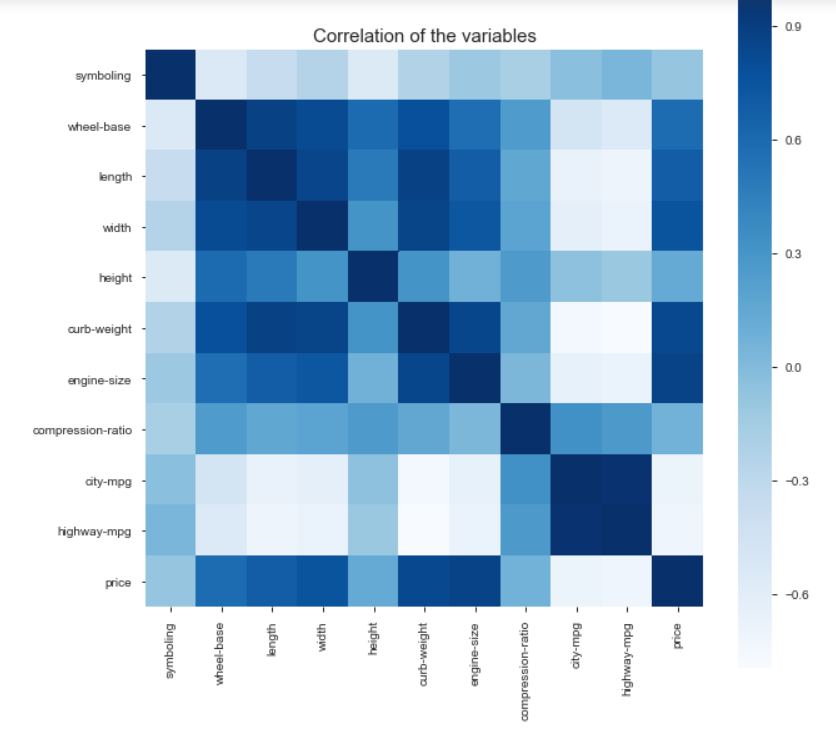 Correlation of the variables
symboling
wheel-base
length
width
height
curb-weight
engine-size
compression-ratio
city-mpg
highway-mpg
price
symboling
wheel-base
length
width
height
curb-weight
engine-size
compression-ratio
city-mpg
highway-mpg
price
0.9
0.6
0.3
0.0
−0.3
−0.6